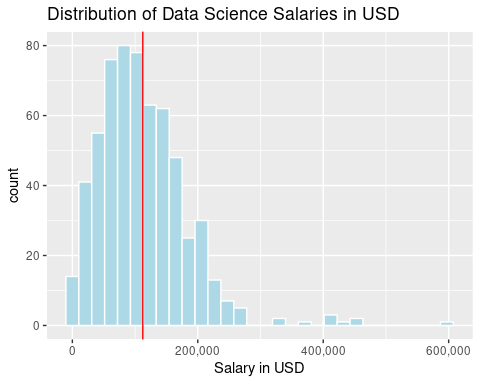 Distribution of Data Science Salaries in USD
80
60
40
20
0
count
0 200,000 400,000 600,000
Salary in USD